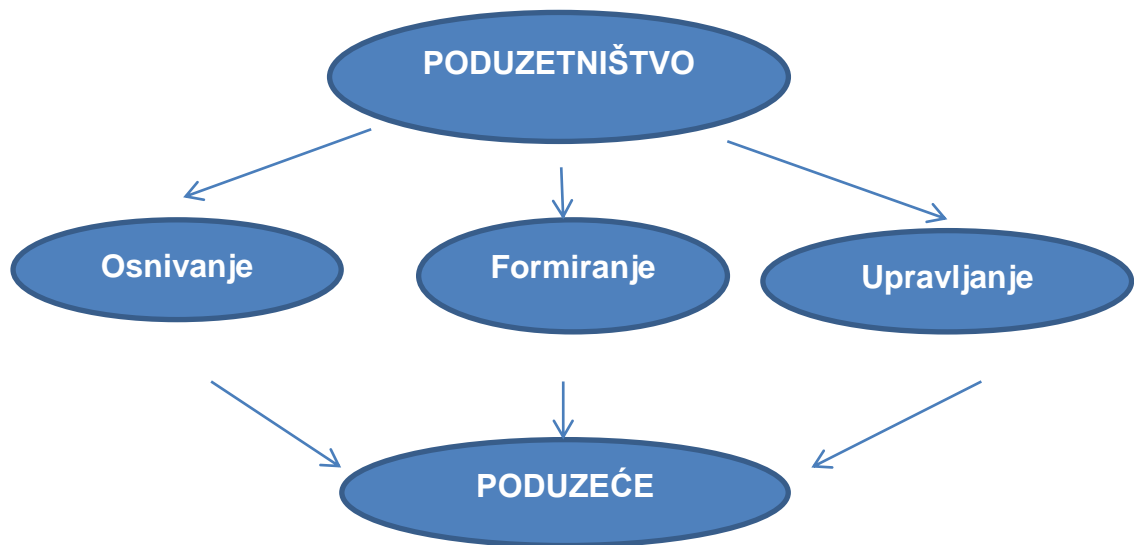 PODUZETNIŠTVO
Osnivanje
Formiranje
Upravljanje
PODUZEĆE